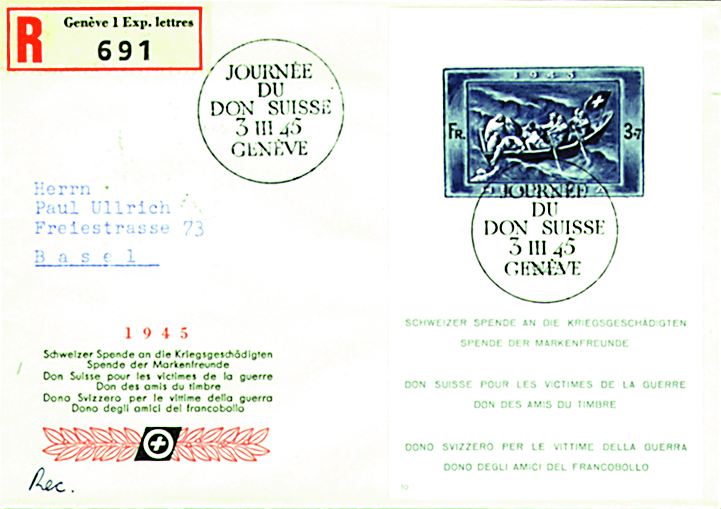 R
Genève 1 Exp. lettres
691
JOURNÉE
DU
DON SUISSE
3 III 45
GENÈVE
Herrn
Paul Ullrich
Freiestrasse 73
Basel
1945
Schweizer Spende an die Kriegsgeschädigten
Spende der Markenfreunde
Don Suisse pour les victimes de la guerre
Don des amis du timbre
Dono Svizzero per le vittime della guerra
Dono degli amici del francobollo
Rec.
1945
FR. 3.-
JOURNÉE
DU
DON SUISSE
3 III 45
GENÈVE
SCHWEIZER SPENDE AN DIE KRIEGSGESCHÄDIGTEN
SPENDE DER MARKENFREUNDE
DON SUISSE POUR LES VICTIMES DE LA GUERRE
DON DES AMIS DU TIMBRE
DONO SVIZZERO PER LE VITTIME DELLA GUERRA
DONO DEGLI AMICI DEL FRANCOBOLLO